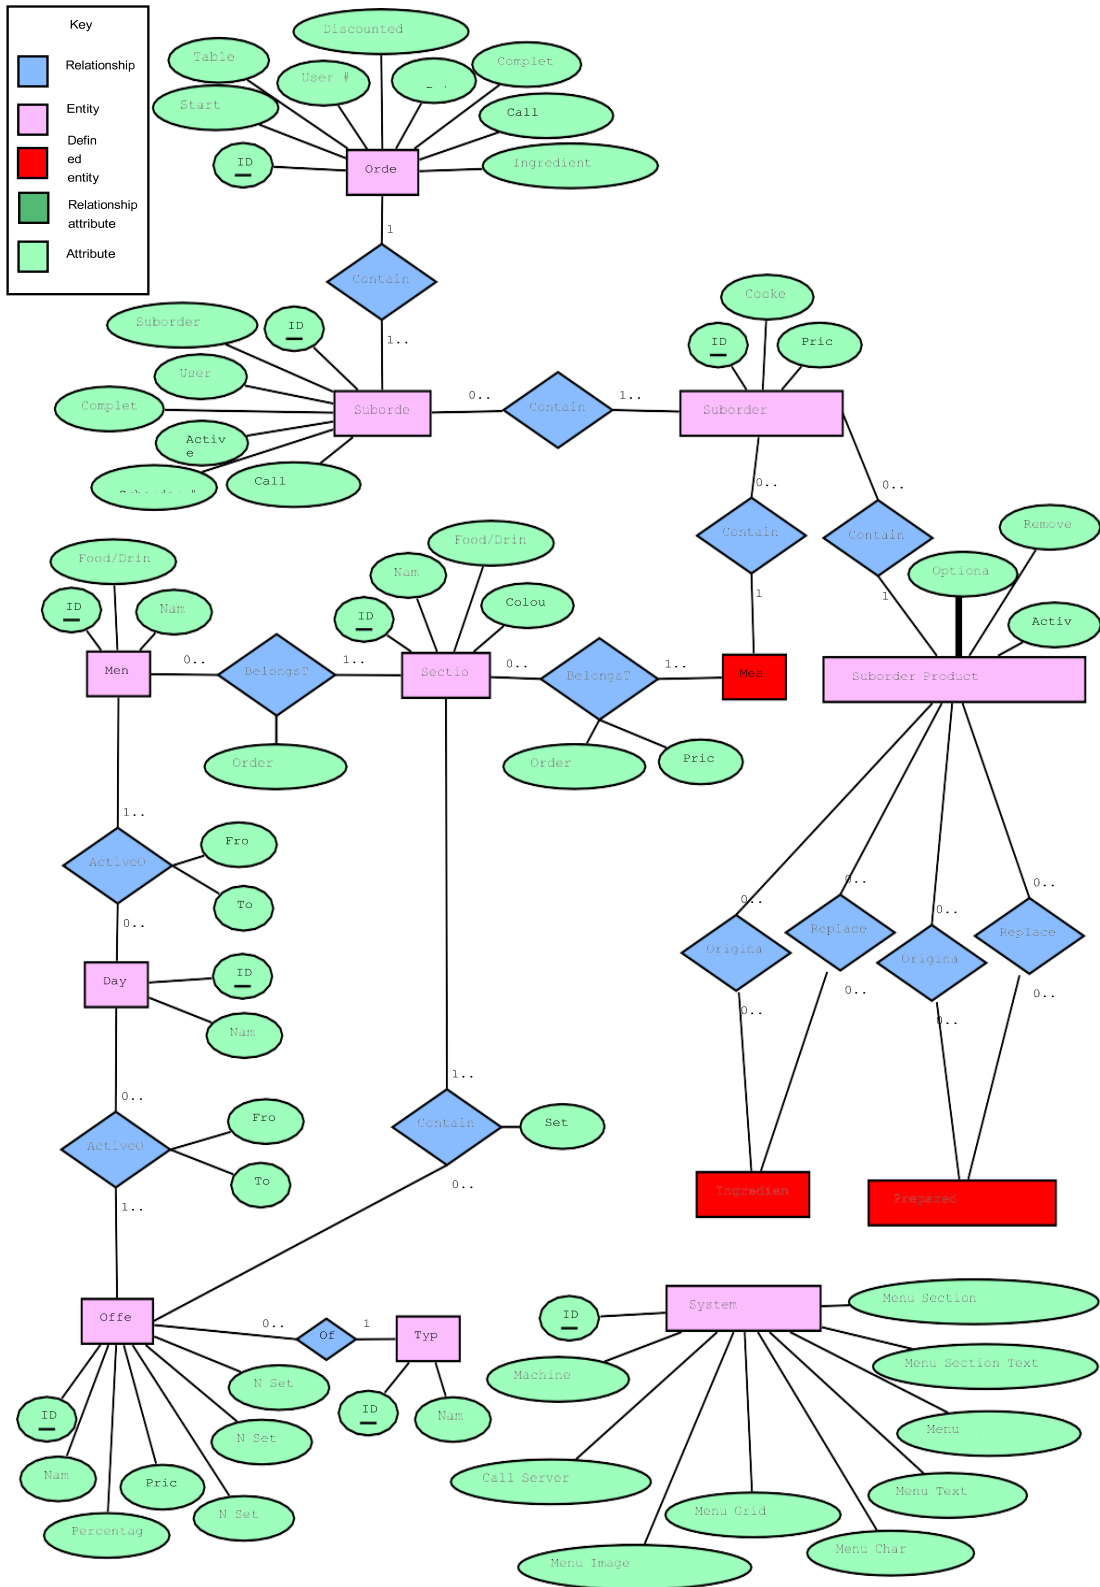 Key
Relationship
Entity
Defin
ed
entity
Relationship
attribute
Attribute
Discounted
Table
User #
Complet
Start
Call
ID
Orde
Ingredient
1
Contain
1..
Suborder
ID
User
Complet
Activ
e
Call
Suborde
0..
Contain
1..
Cooke
ID
Pric
Suborder
0..
0..
Contain
Contain
1
1
Remove
Optiona
Activ
Suborder Product
Food/Drin
ID
Nam
Men
0..
BelongsT
1..
Order
Food/Drin
Nam
ID
Colou
Sectio
0..
BelongsT
1..
Mea
Order
Pric
1..
ActiveO
Fro
To
0..
Day
ID
Nam
0..
ActiveO
Fro
To
1..
1..
Contain
Set
0..
0..
0..
0..
0..
Origina
Replace
Origina
Replace
0..
0..
0..
0..
Ingredien
Prepared
Offe
0..
Of
1
Typ
ID
Nam
N Set
N Set
N Set
ID
Nam
Pric
Percentag
System
ID
Menu Section
Machine
Menu Section Text
Menu
Call Server
Menu Text
Menu Grid
Menu Char
Menu Image